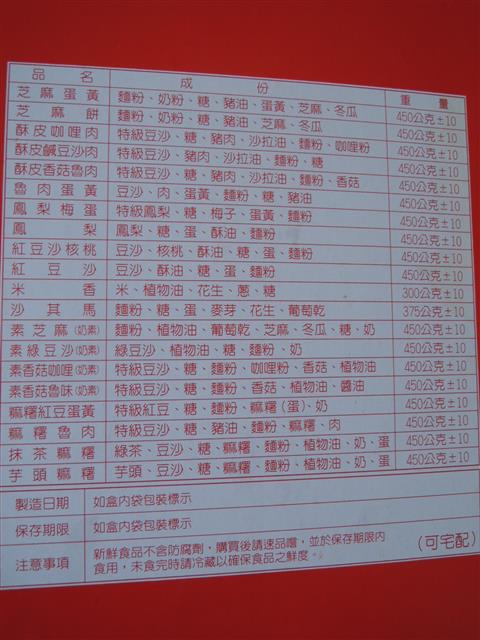 品名 成份 重量
芝麻蛋黃 麵粉、奶粉、糖、豬油、蛋黃、芝麻、冬瓜 450公克±10
芝麻餅 麵粉、奶粉、糖、豬油、芝麻、冬瓜 450公克±10
酥皮咖哩肉 特級豆沙、糖、豬肉、沙拉油、麵粉、咖哩粉 450公克±10
酥皮鹹豆沙肉 特級豆沙、豬肉、沙拉油、麵粉、糖 450公克±10
酥皮香菇魯肉 特級豆沙、糖、豬肉、沙拉油、麵粉、香菇 450公克±10
魯肉蛋黃 豆沙、肉、蛋黃、麵粉、糖、豬油 450公克±10
鳳梨梅蛋 特級鳳梨、糖、梅子、蛋黃、麵粉 450公克±10
鳳梨 鳳梨、糖、蛋、酥油、麵粉 450公克±10
紅豆沙核桃 豆沙、核桃、酥油、糖、蛋、麵粉 450公克±10
紅豆沙 豆沙、酥油、糖、蛋、麵粉 450公克±10
米香 米、植物油、花生、蔥、糖 300公克±10
沙其馬 麵粉、糖、蛋、麥芽、花生、葡萄乾 375公克±10
素芝麻(奶素) 麵粉、植物油、葡萄乾、芝麻、冬瓜、糖、奶 450公克±10
素綠豆沙(奶素) 綠豆沙、植物油、糖、麵粉、奶 450公克±10
素香菇咖哩(奶素) 特級豆沙、糖、麵粉、咖哩粉、香菇、植物油 450公克±10
素香菇魯味(奶素) 特級豆沙、糖、麵粉、香菇、植物油、醬油 450公克±10
麻糬紅豆蛋黃 特級紅豆、糖、麵粉、麻糬(蛋)、奶 450公克±10
麻糬魯肉 特級豆沙、糖、豬油、麵粉、麻糬、肉 450公克±10
抹茶麻糬 綠茶、豆沙、糖、麻糬、麵粉、植物油、奶、蛋 450公克±10
芋頭麻糬 芋頭、豆沙、糖、麻糬、麵粉、植物油、奶、蛋 450公克±10
製造日期 如盒內袋包裝標示
保存期限 如盒內袋包裝標示
注意事項 新鮮食品不含防腐劑，購買後請速品嚐，並於保存期限內
食用，未食完時請冷藏以確保食品之鮮度。 (可宅配)